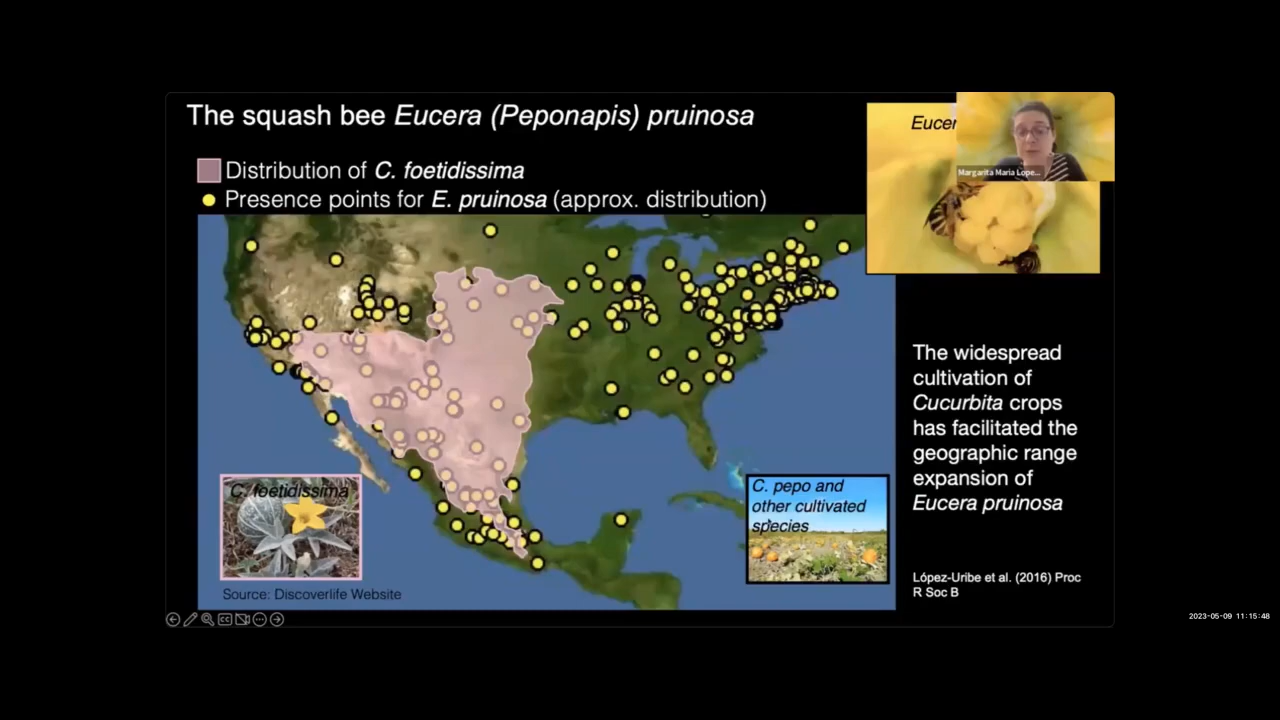 The squash bee Eucera (Peponapis) pruinosa
Distribution of C. foetidissima
Presence points for E. pruinosa (approx. distribution)
Margarita Maria Lope...
C. foetidissima
Source: Discoverlife Website
C. pepo and
other cultivated
species
The widespread
cultivation of
Cucurbita crops
has facilitated the
geographic range
expansion of
Eucera pruinosa
López-Uribe et al. (2016) Proc
R Soc B
CC
2023-05-09 11:15:48